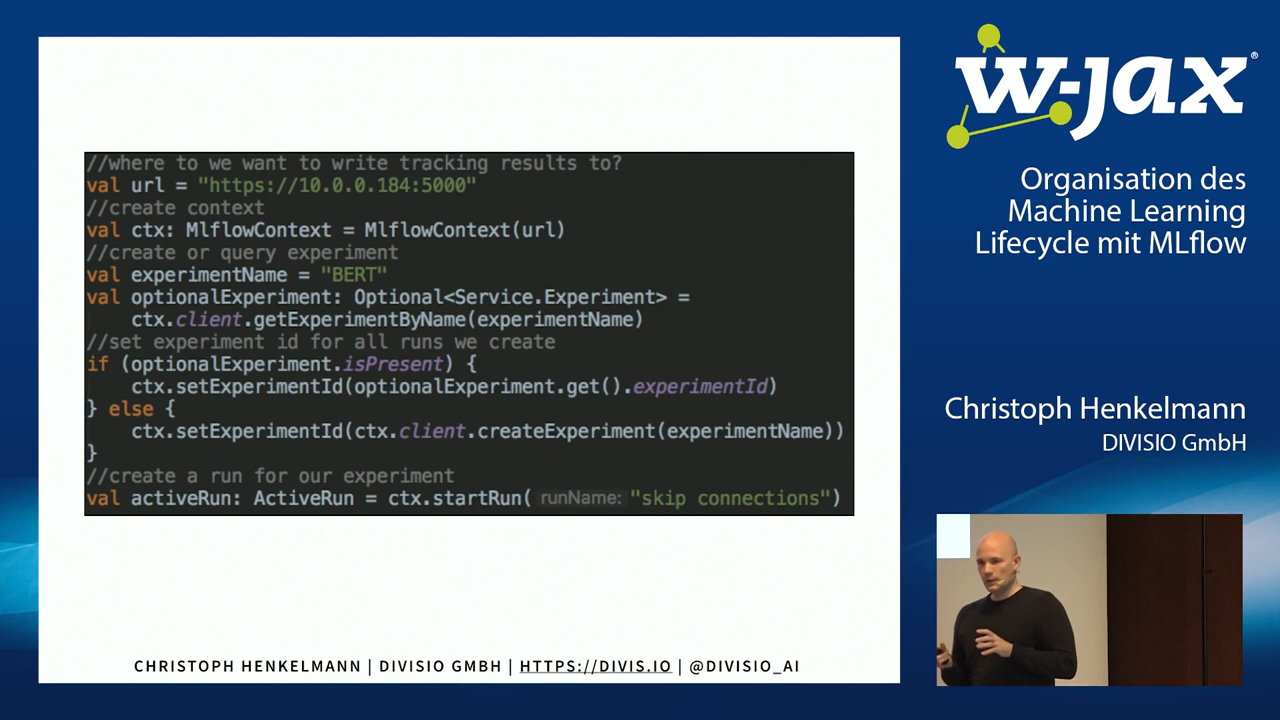 //where to we want to write tracking results to?
val url = "https://10.0.0.184:5000"
//create context
val ctx: MlflowContext = MlflowContext(url)
//create or query experiment
val experimentName = "BERT"
val optionalExperiment: Optional<Service.Experiment> =
    ctx.client.getExperimentByName(experimentName)
//set experiment id for all runs we create
if (optionalExperiment.isPresent) {
    ctx.setExperimentId(optionalExperiment.get().experimentId)
} else {
    ctx.setExperimentId(ctx.client.createExperiment(experimentName))
}
//create a run for our experiment
val activeRun: ActiveRun = ctx.startRun( runName: "skip connections")
CHRISTOPH HENKELMANN | DIVISIO GMBH | HTTPS://DIVIS.IO | @DIVISIO_AI
w-jax®
Organisation des
Machine Learning
Lifecycle mit MLflow
Christoph Henkelmann
DIVISIO GmbH